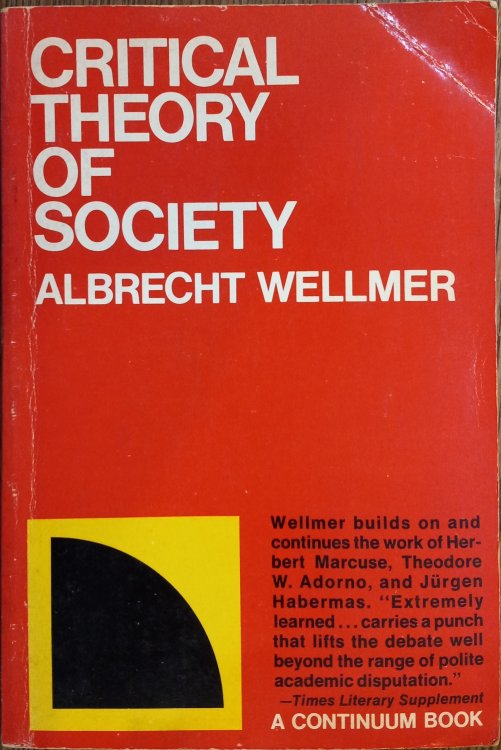 CRITICAL
THEORY
OF
SOCIETY
ALBRECHT WELLMER
Wellmer builds on and
continues the work of Her-
bert Marcuse, Theodore
W. Adorno, and Jürgen
Habermas. "Extremely
learned... carries a punch
that lifts the debate well
beyond the range of polite
academic disputation."
—Times Literary Supplement
A CONTINUUM BOOK